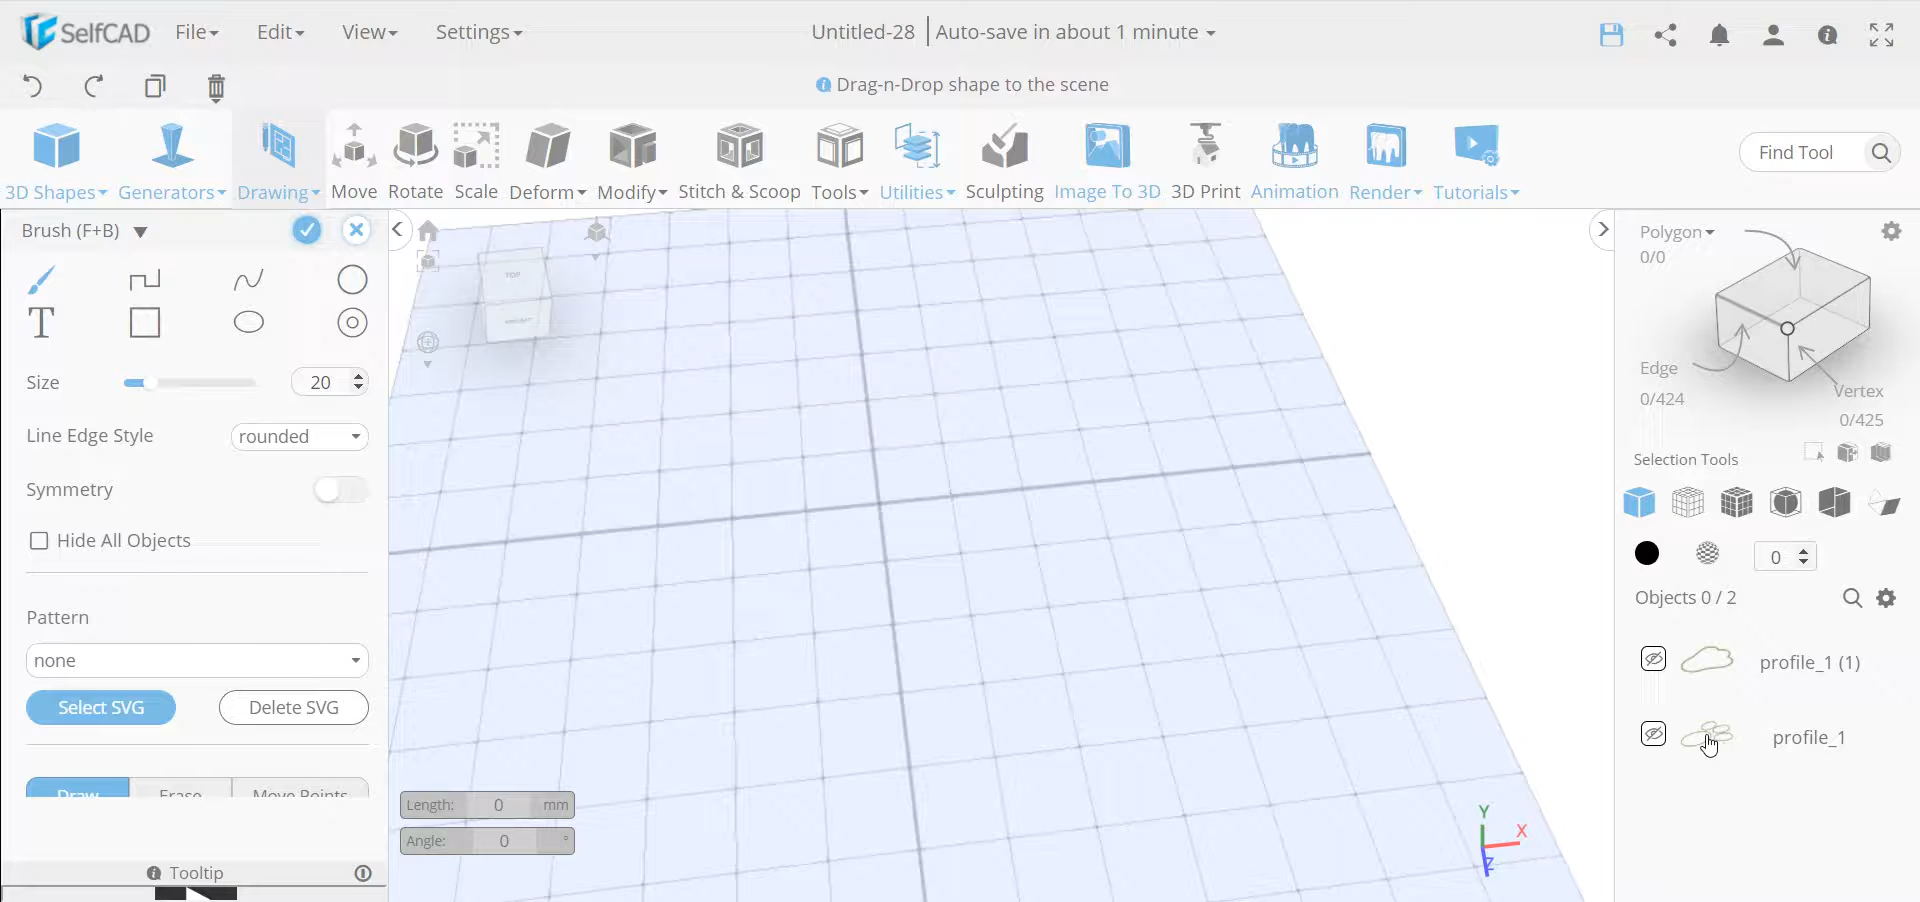 SelfCAD File Edit View Settings Untitled-28 Auto-save in about 1 minute
Drag-n-Drop shape to the scene
3D Shapes Generators Drawing Move Rotate Scale Deform Modify Stitch & Scoop Tools Utilities Sculpting Image To 3D 3D Print Animation Render Tutorials Find Tool
Brush (F+B)
T
Size 20
Line Edge Style rounded
Symmetry
Hide All Objects
Pattern
none
Select SVG Delete SVG
Draw Erase Move Points
Tooltip
TOP
Length: 0 mm
Angle: 0 °
Y
X
Z
Polygon
0/0
Edge
0/424
Vertex
0/425
Selection Tools
0
Objects 0 / 2
profile_1 (1)
profile_1